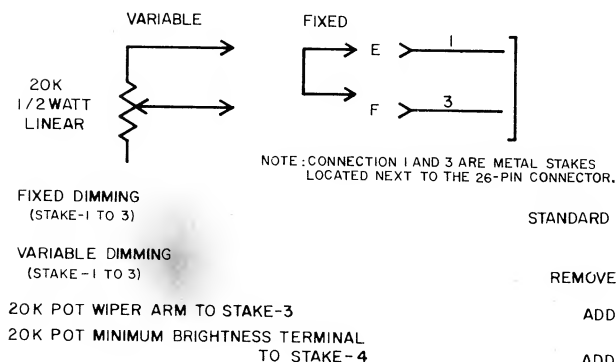 VARIABLE FIXED
E 1
20K
1/2 WATT
LINEAR
F 3
NOTE: CONNECTION 1 AND 3 ARE METAL STAKES
LOCATED NEXT TO THE 26-PIN CONNECTOR.
FIXED DIMMING
(STAKE-1 TO 3)
STANDARD
VARIABLE DIMMING
(STAKE-1 TO 3)
REMOVE
20K POT WIPER ARM TO STAKE-3 ADD
20K POT MINIMUM BRIGHTNESS TERMINAL
TO STAKE-4 ADD